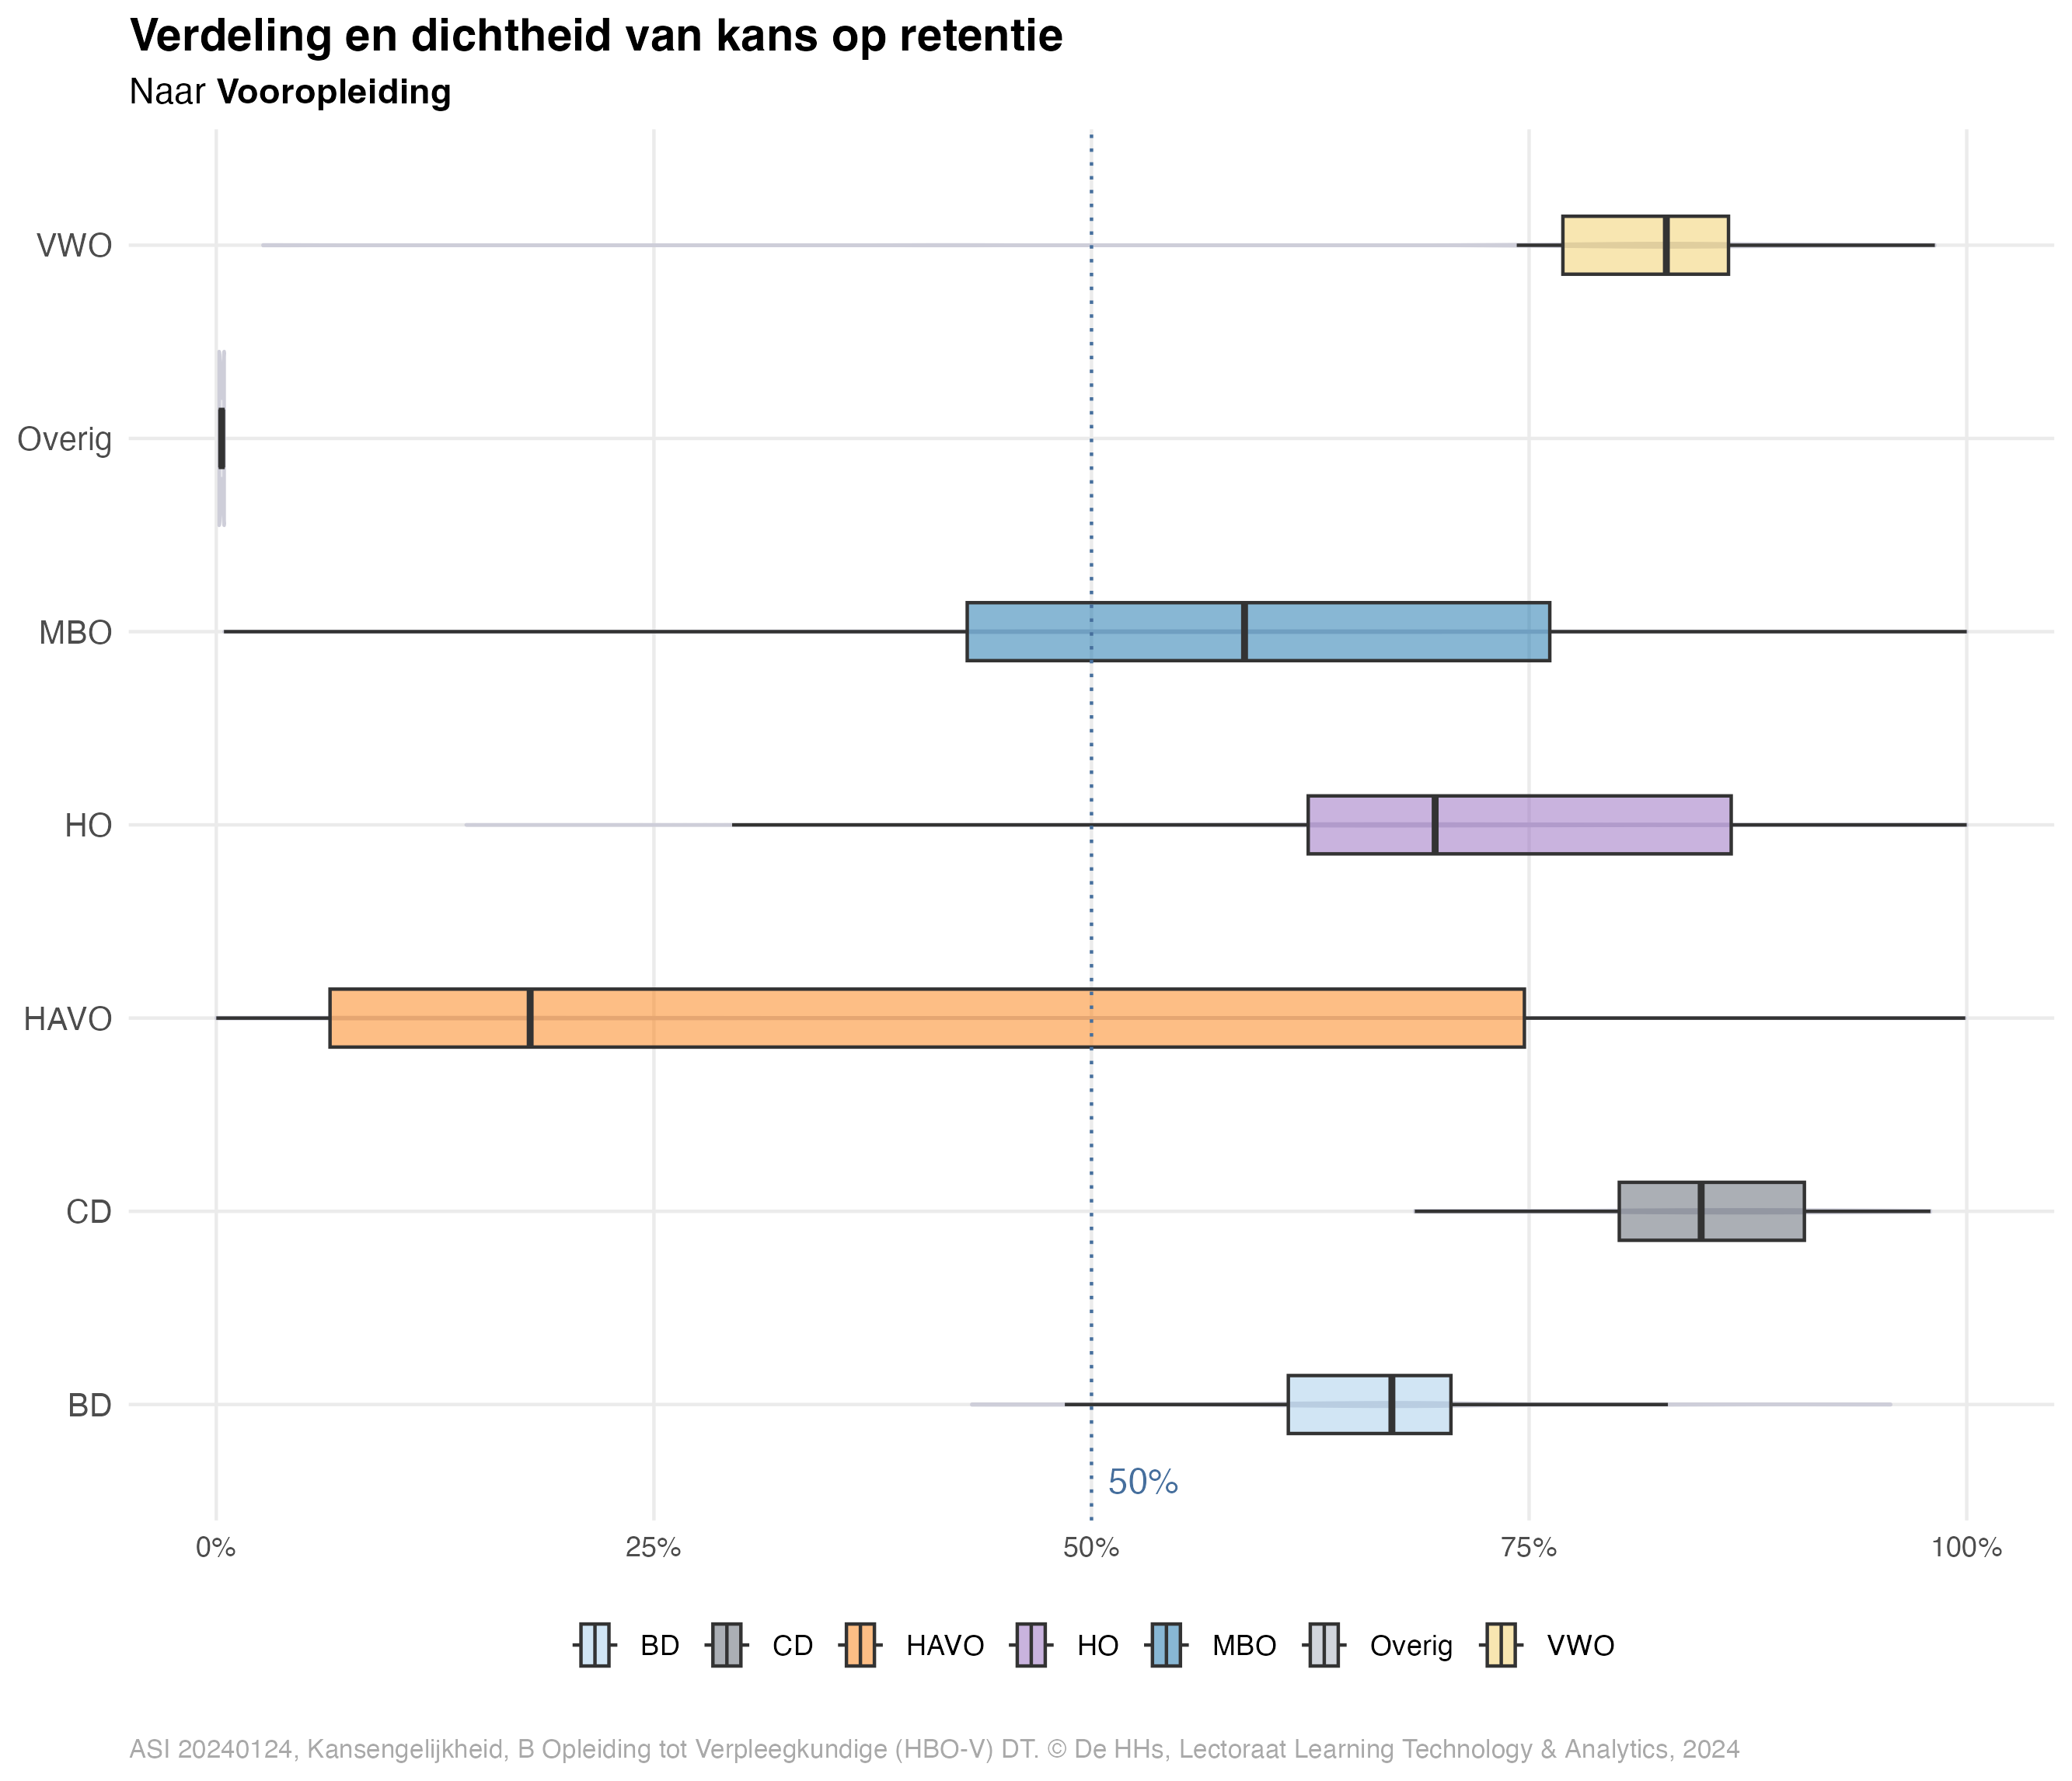 Verdeling en dichtheid van kans op retentie
Naar Vooropleiding
VWO
Overig
MBO
HO
HAVO
CD
BD
50%
0% 25% 50% 75% 100%
BD CD HAVO HO MBO Overig VWO
ASI 20240124, Kansengelijkheid, B Opleiding tot Verpleegkundige (HBO-V) DT. © De HHs, Lectoraat Learning Technology & Analytics, 2024